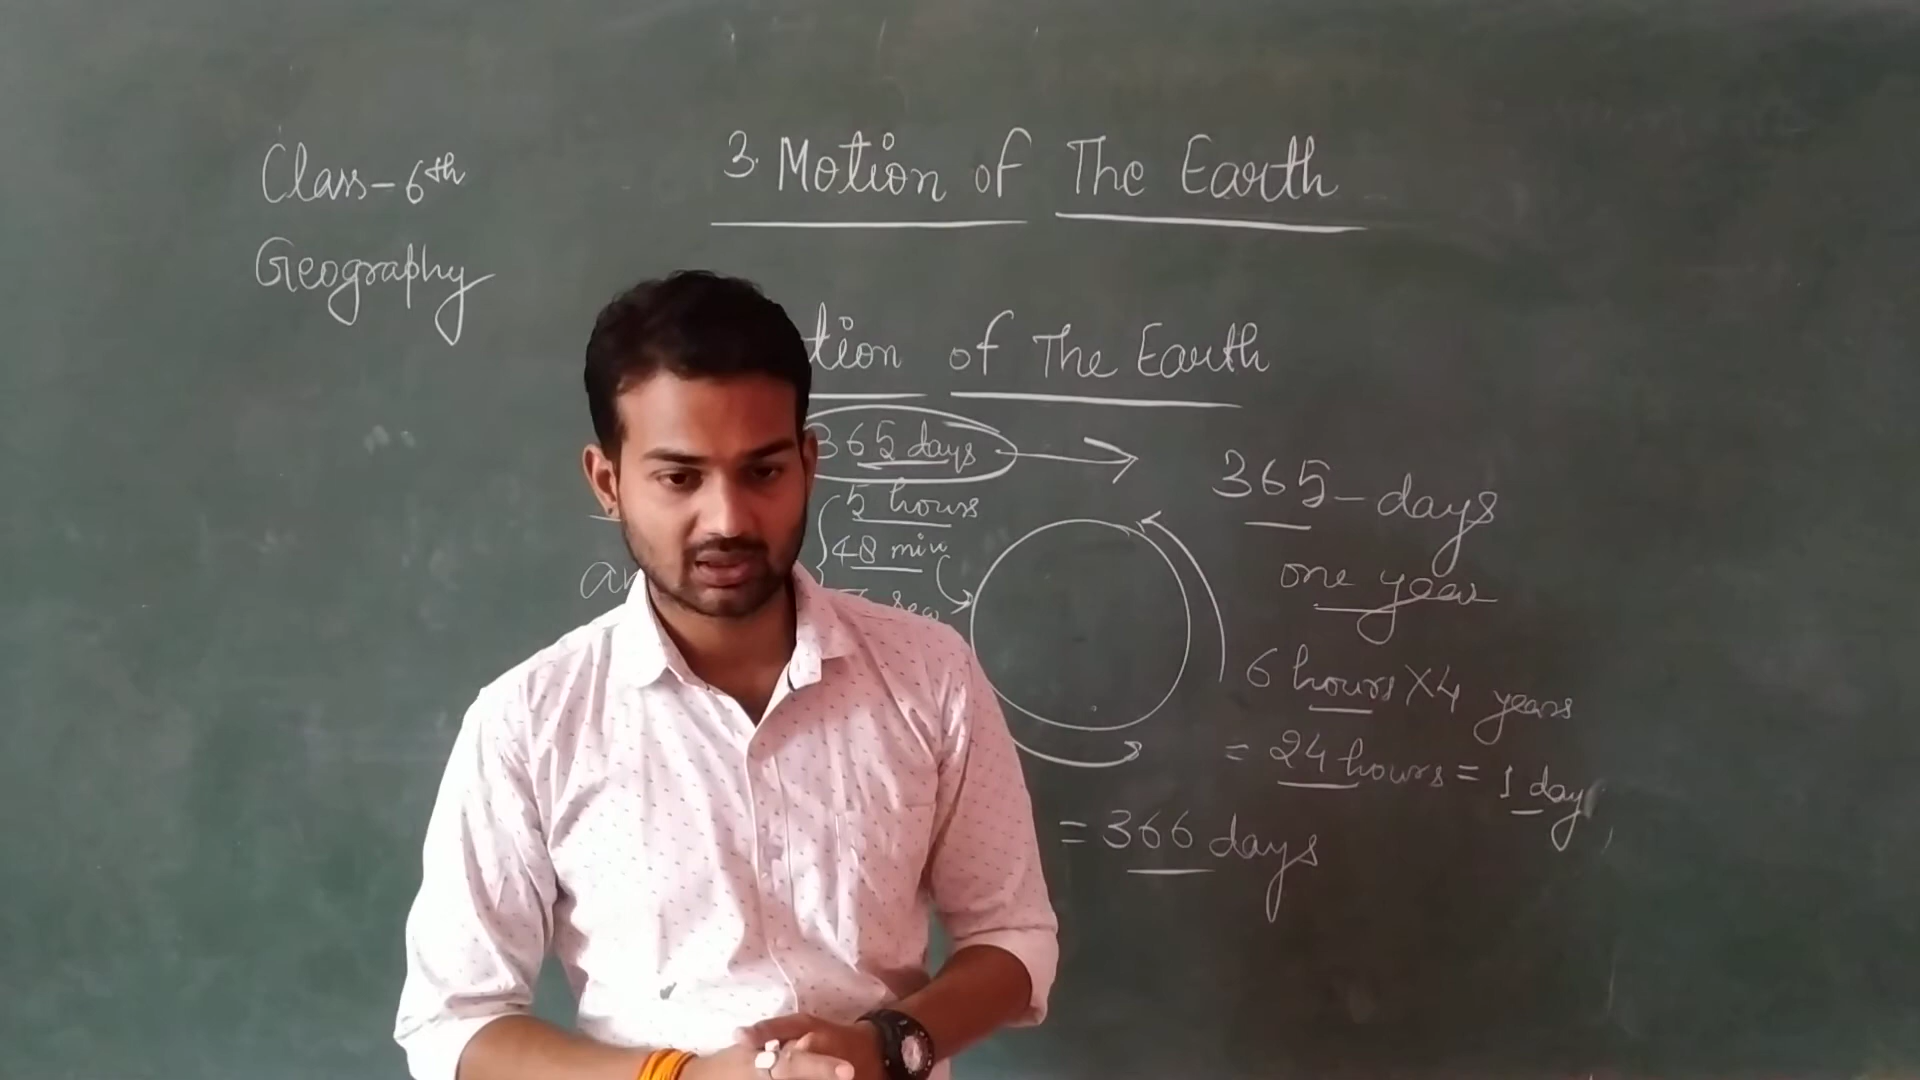 Class-6th
Geography
3. Motion of The Earth
tion of The Earth
365 days
5 hours
48 min
365-days
one year
6 hours X4 years
= 24 hours = 1 day
= 366 days